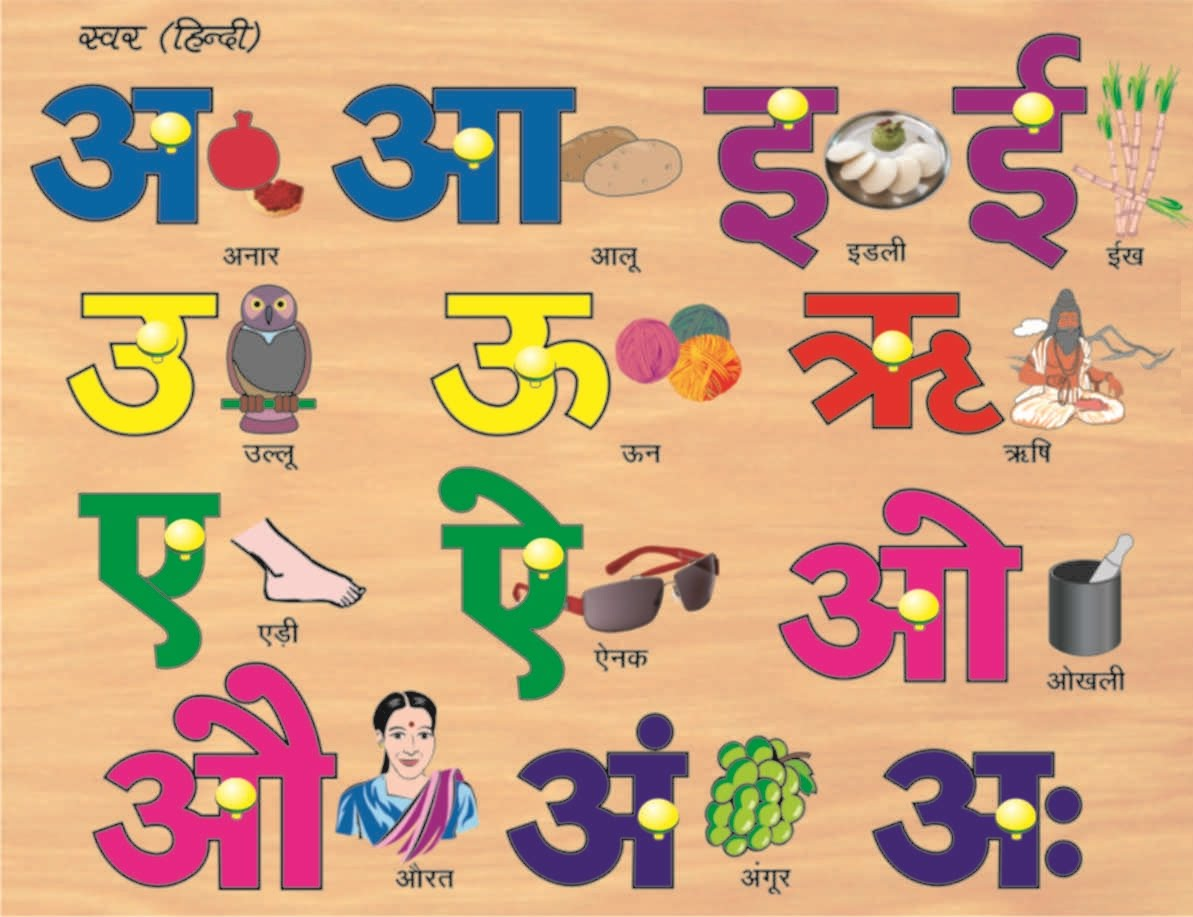 स्वर (हिन्दी)
अ आ इ ई
अनार आलू इडली ईख
उ ऊ ऋ
उल्लू ऊन ऋषि
ए ऐ ओ
एड़ी ऐनक ओखली
औ अं अः
औरत अंगूर